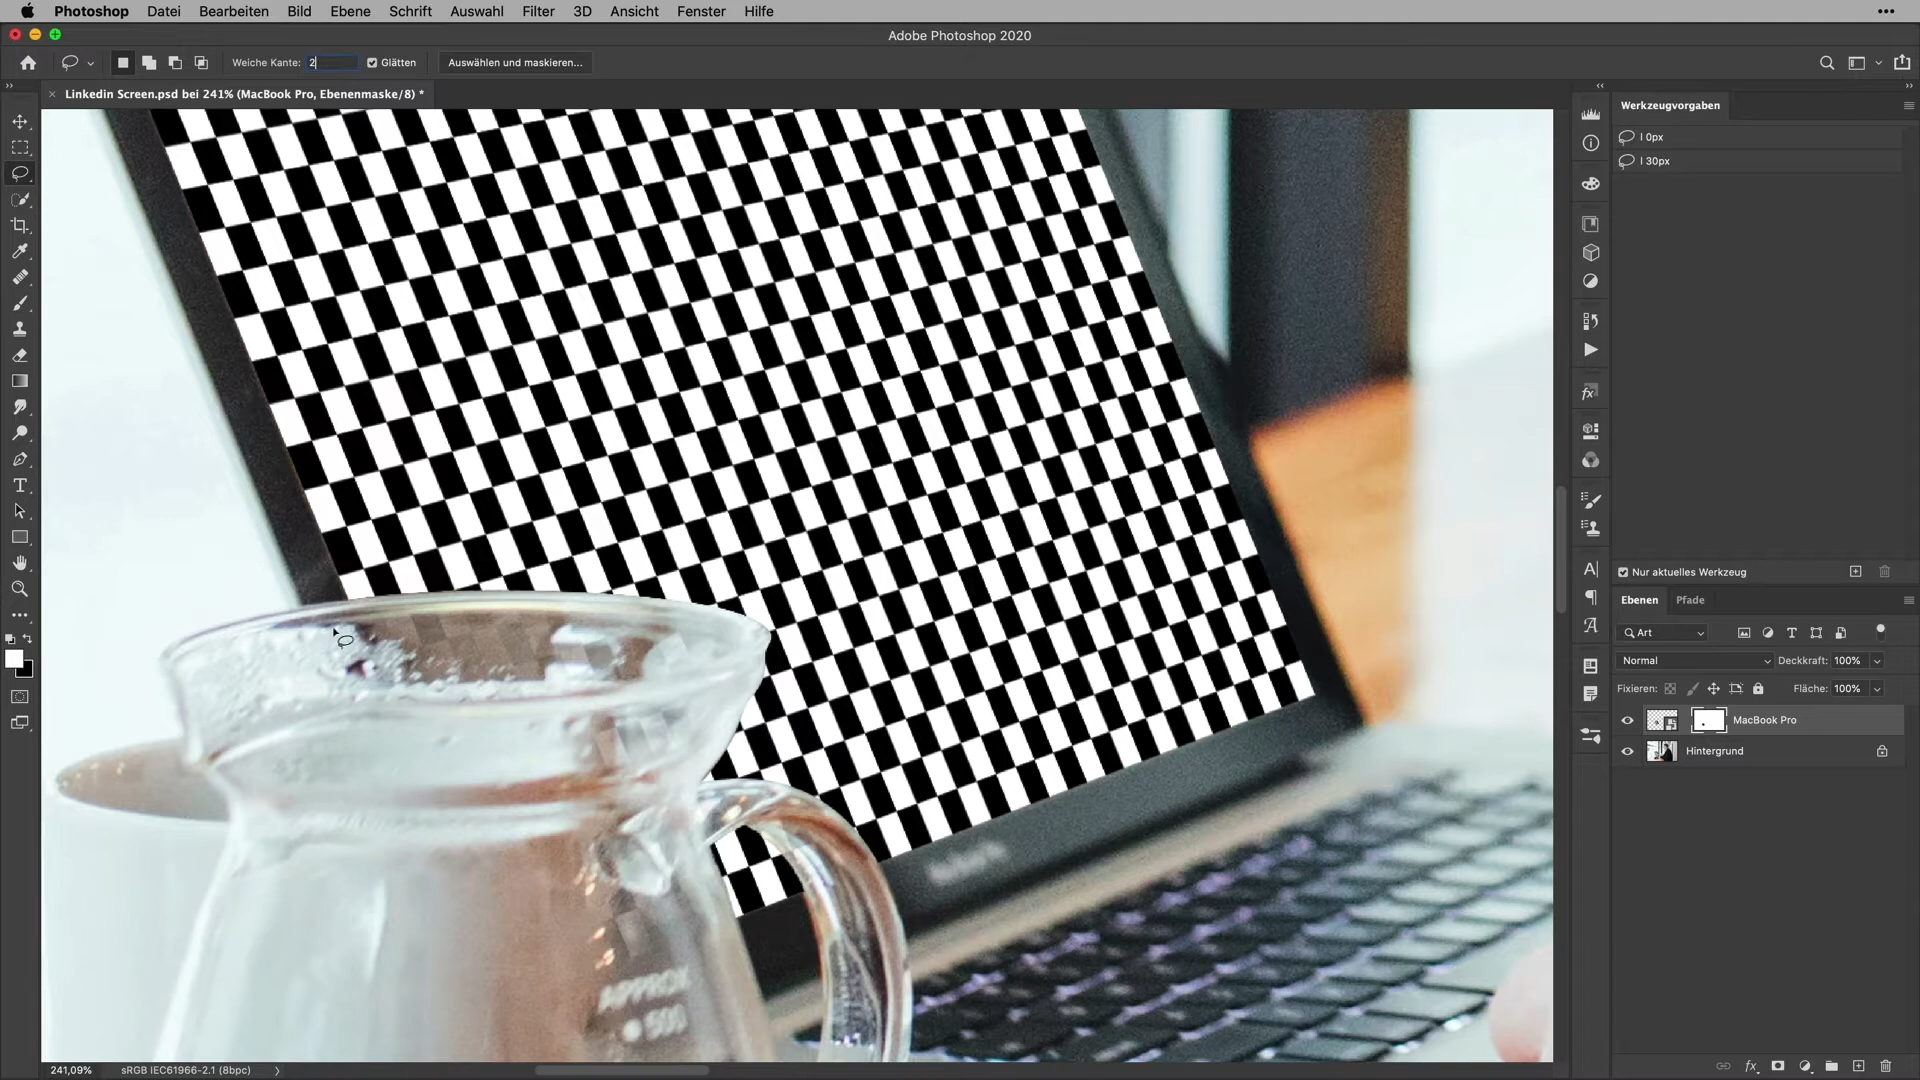 Photoshop Datei Bearbeiten Bild Ebene Schrift Auswahl Filter 3D Ansicht Fenster Hilfe
Adobe Photoshop 2020
Weiche Kante: 2 Glätten Auswählen und maskieren...
Linkedin Screen.psd bei 241% (MacBook Pro, Ebenenmaske/8) *
Werkzeugvorgaben
l 0px
l 30px
Nur aktuelles Werkzeug
Ebenen Pfade
Art
Normal Deckkraft: 100%
Fixieren: Fläche: 100%
MacBook Pro
Hintergrund
APPROX
500
241,09% sRGB IEC61966-2.1 (8bpc)